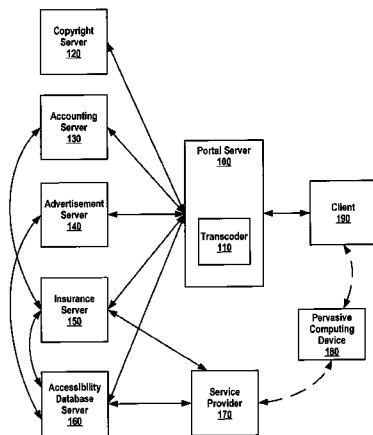 Copyright
Server
120
Accounting
Server
130
Portal Server
100
Advertisement
Server
140
Transcoder
110
Client
190
Insurance
Server
150
Pervasive
Computing
Device
180
Accessibility
Database
Server
160
Service
Provider
170